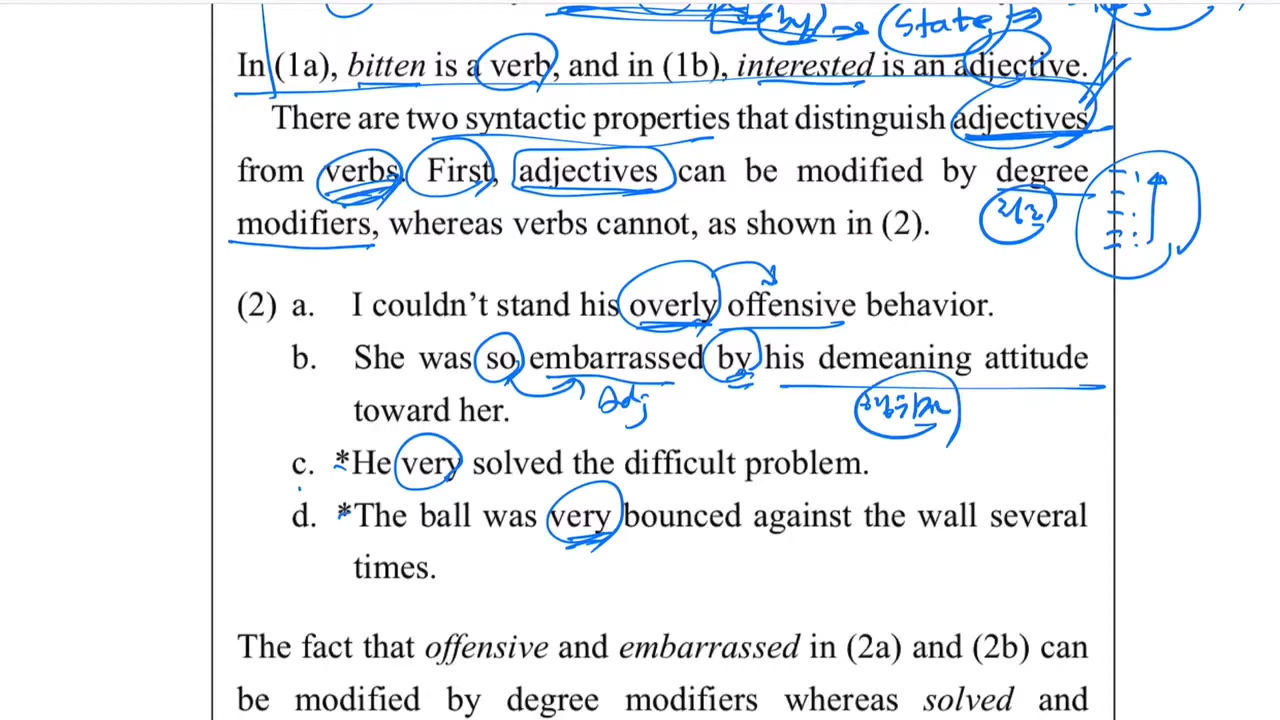 by → State ⇒
In (1a), bitten is a verb, and in (1b), interested is an adjective.
There are two syntactic properties that distinguish adjectives
from verbs. First, adjectives can be modified by degree
modifiers, whereas verbs cannot, as shown in (2).
(2) a. I couldn’t stand his overly offensive behavior.
b. She was so embarrassed by his demeaning attitude
Adj
toward her.
c. *He very solved the difficult problem.
d. *The ball was very bounced against the wall several
times.
The fact that offensive and embarrassed in (2a) and (2b) can
be modified by degree modifiers whereas solved and